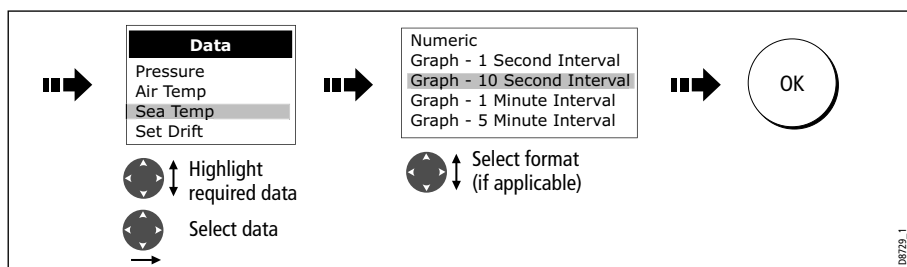 Data
Pressure
Air Temp
Sea Temp
Set Drift
Highlight
required data
Select data
Numeric
Graph - 1 Second Interval
Graph - 10 Second Interval
Graph - 1 Minute Interval
Graph - 5 Minute Interval
Select format
(if applicable)
OK
D8729_1